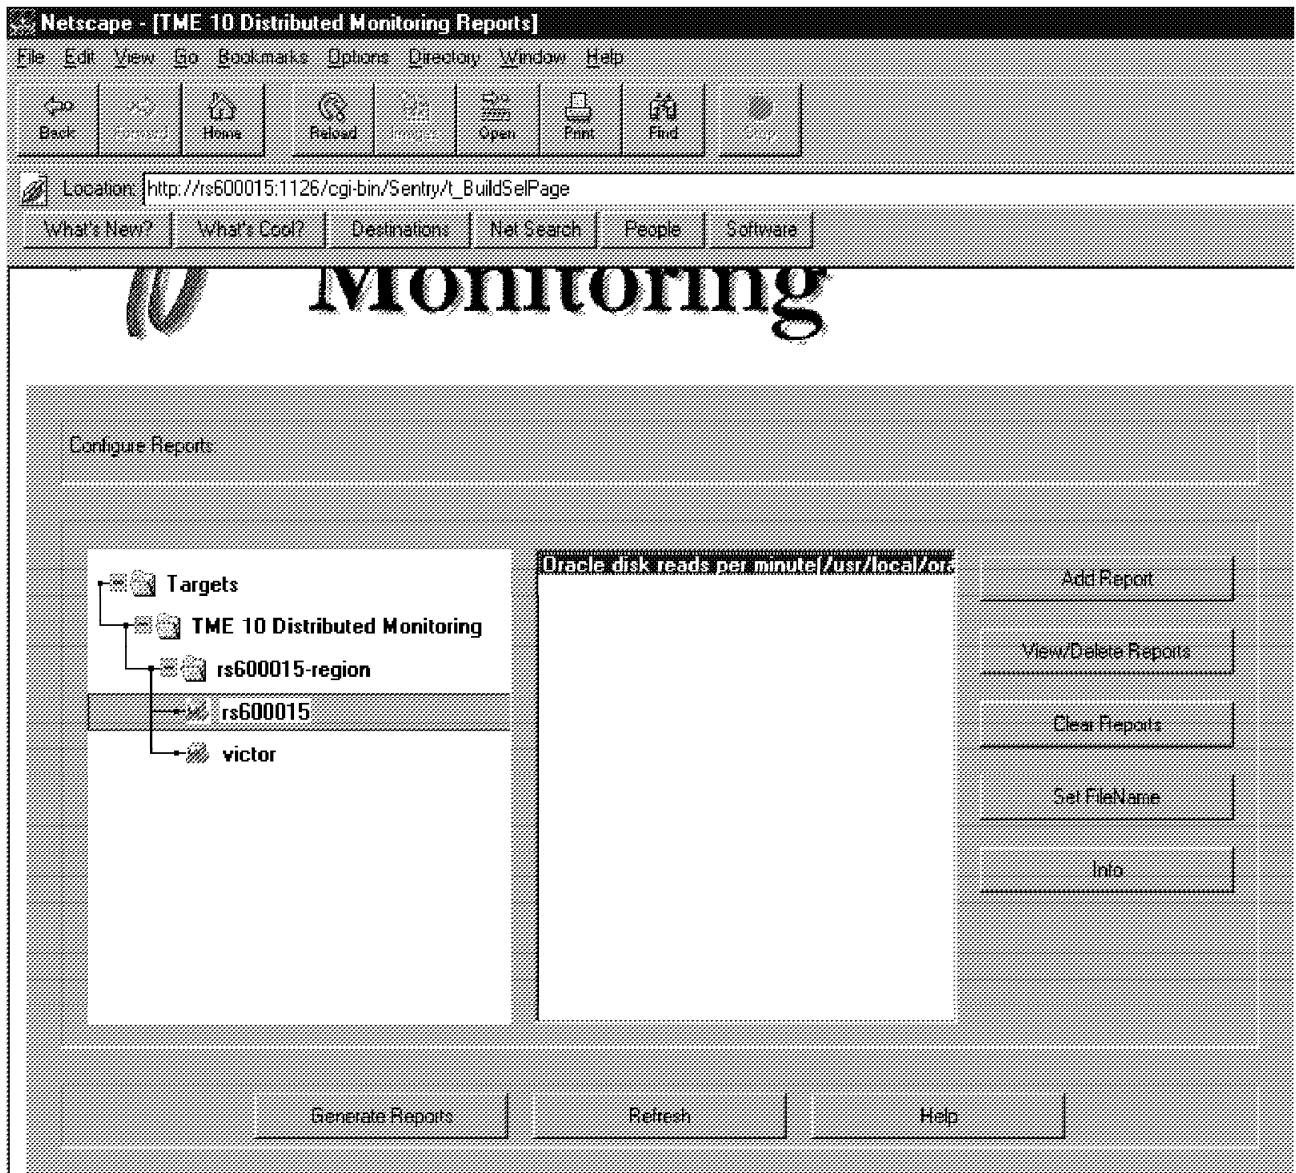 Netscape - [TME 10 Distributed Monitoring Reports]
File Edit View Go Bookmarks Options Directory Window Help
Back Forward Home Reload Images Open Print Find Stop
Location: http://rs600015:1126/cgi-bin/Sentry/t_BuildSelPage
What's New? What's Cool? Destinations Net Search People Software
10 Monitoring
Configure Reports
Oracle disk reads per minute(/usr/local/ora
Targets
TME 10 Distributed Monitoring
rs600015-region
rs600015
victor
Add Report
View/Delete Reports
Clear Reports
Set FileName
Info
Generate Reports Refresh Help